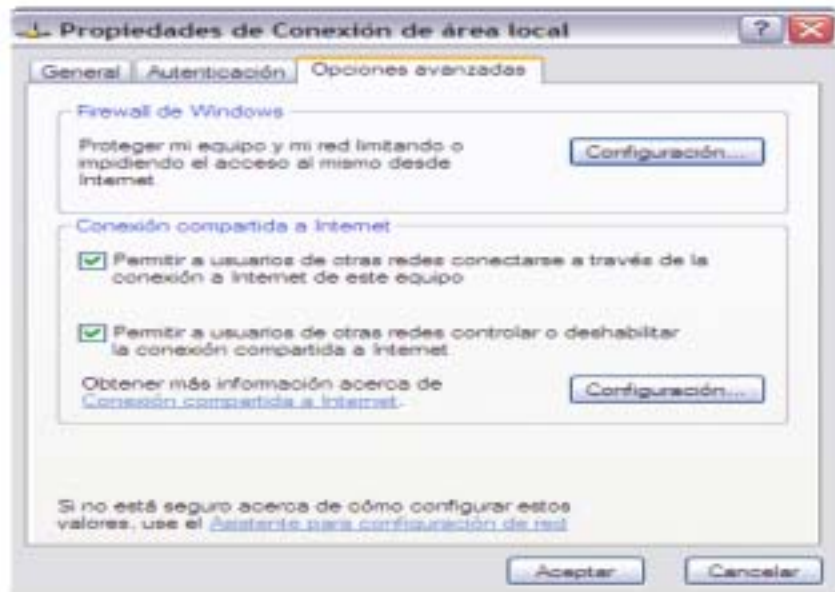 Propiedades de Conexión de área local
General Autenticación Opciones avanzadas
Firewall de Windows
Proteger mi equipo y mi red limitando o
impidiendo el acceso al mismo desde
Internet
Configuración...
Conexión compartida a Internet
Permitir a usuarios de otras redes conectarse a través de la
conexión a Internet de este equipo
Permitir a usuarios de otras redes controlar o deshabilitar
la conexión compartida a Internet
Obtener más información acerca de
Conexión compartida a Internet.
Configuración...
Si no está seguro acerca de cómo configurar estos
valores, use el Asistente para configuración de red
Aceptar Cancelar